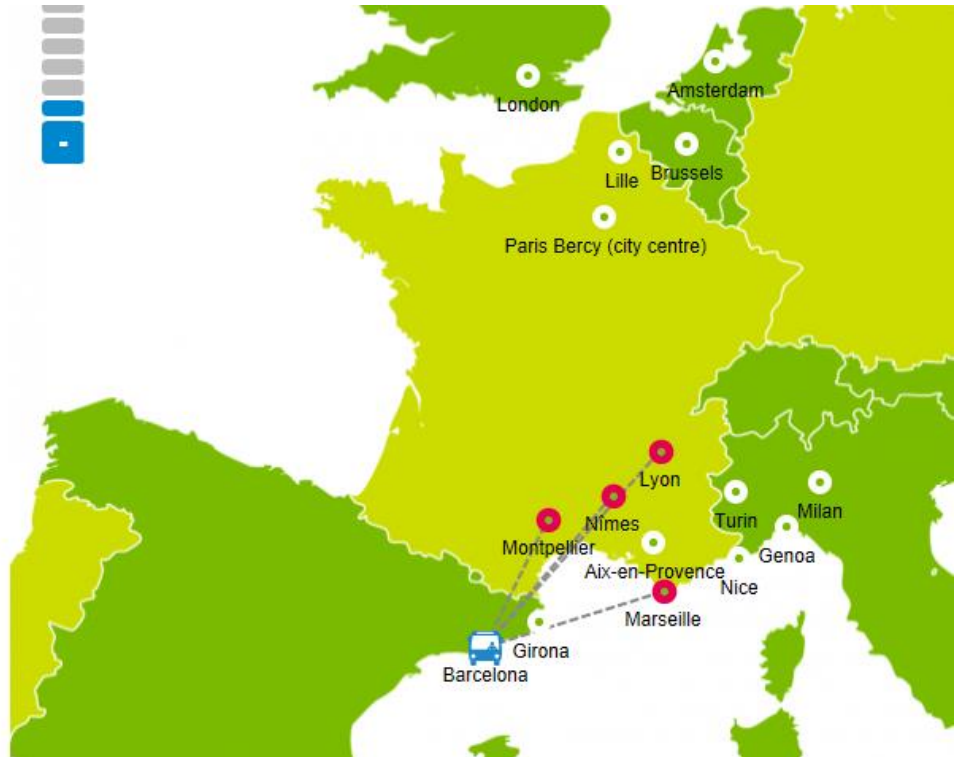 Amsterdam
London
Lille
Brussels
Paris Bercy (city centre)
Lyon
Turin
Milan
Nîmes
Montpellier
Genoa
Aix-en-Provence
Nice
Marseille
Girona
Barcelona